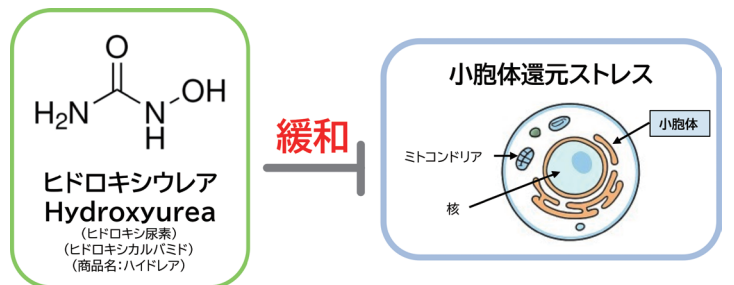 O
H₂N
N
H
OH
ヒドロキシウレア
Hydroxyurea
(ヒドロキシ尿素)
(ヒドロキシカルバミド)
(商品名:ハイドレア)
緩和
小胞体還元ストレス
小胞体
ミトコンドリア
核